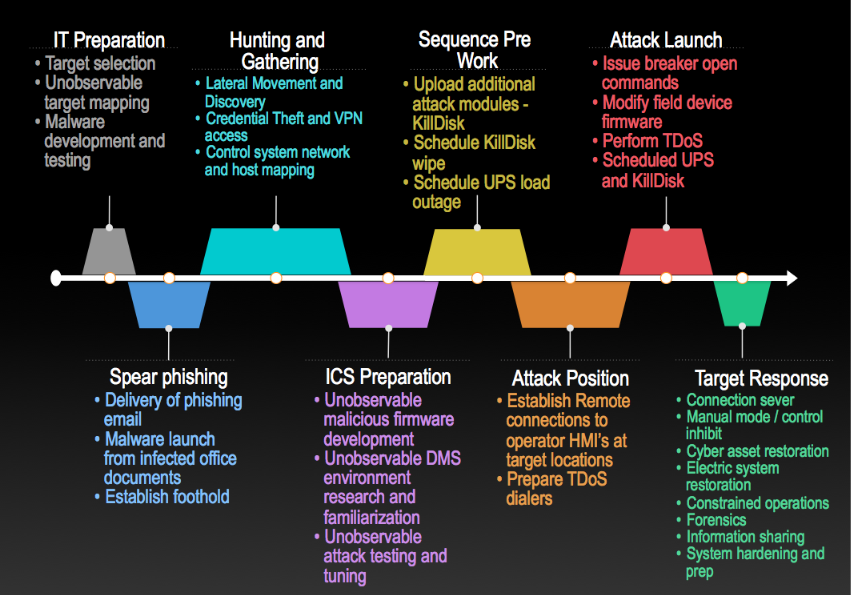 IT Preparation
• Target selection
• Unobservable
target mapping
• Malware
development and
testing
Hunting and
Gathering
• Lateral Movement and
Discovery
• Credential Theft and VPN
access
• Control system network
and host mapping
Sequence Pre
Work
• Upload additional
attack modules -
KillDisk
• Schedule KillDisk
wipe
• Schedule UPS load
outage
Attack Launch
• Issue breaker open
commands
• Modify field device
firmware
• Perform TDoS
• Scheduled UPS
and KillDisk
Spear phishing
• Delivery of phishing
email
• Malware launch
from infected office
documents
• Establish foothold
ICS Preparation
• Unobservable
malicious firmware
development
• Unobservable DMS
environment
research and
familiarization
• Unobservable
attack testing and
tuning
Attack Position
• Establish Remote
connections to
operator HMI's at
target locations
• Prepare TDoS
dialers
Target Response
• Connection sever
• Manual mode / control
inhibit
• Cyber asset restoration
• Electric system
restoration
• Constrained operations
• Forensics
• Information sharing
• System hardening and
prep